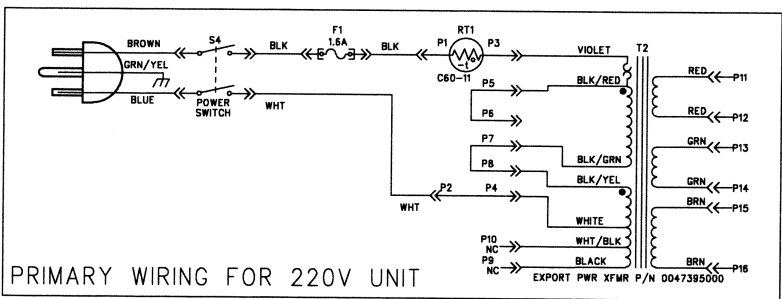 BROWN
S4
BLK
F1
1.6A
BLK
P1
RT1
P3
-t°
C60-11
VIOLET
T2
GRN/YEL
BLUE
POWER
SWITCH
WHT
P5
BLK/RED
P6
P7
P8
BLK/GRN
BLK/YEL
WHT
P2
P4
WHITE
P10
NC
WHT/BLK
P9
NC
BLACK
RED
P11
RED
P12
GRN
P13
GRN
P14
BRN
P15
BRN
P16
PRIMARY WIRING FOR 220V UNIT
EXPORT PWR XFMR P/N 0047395000